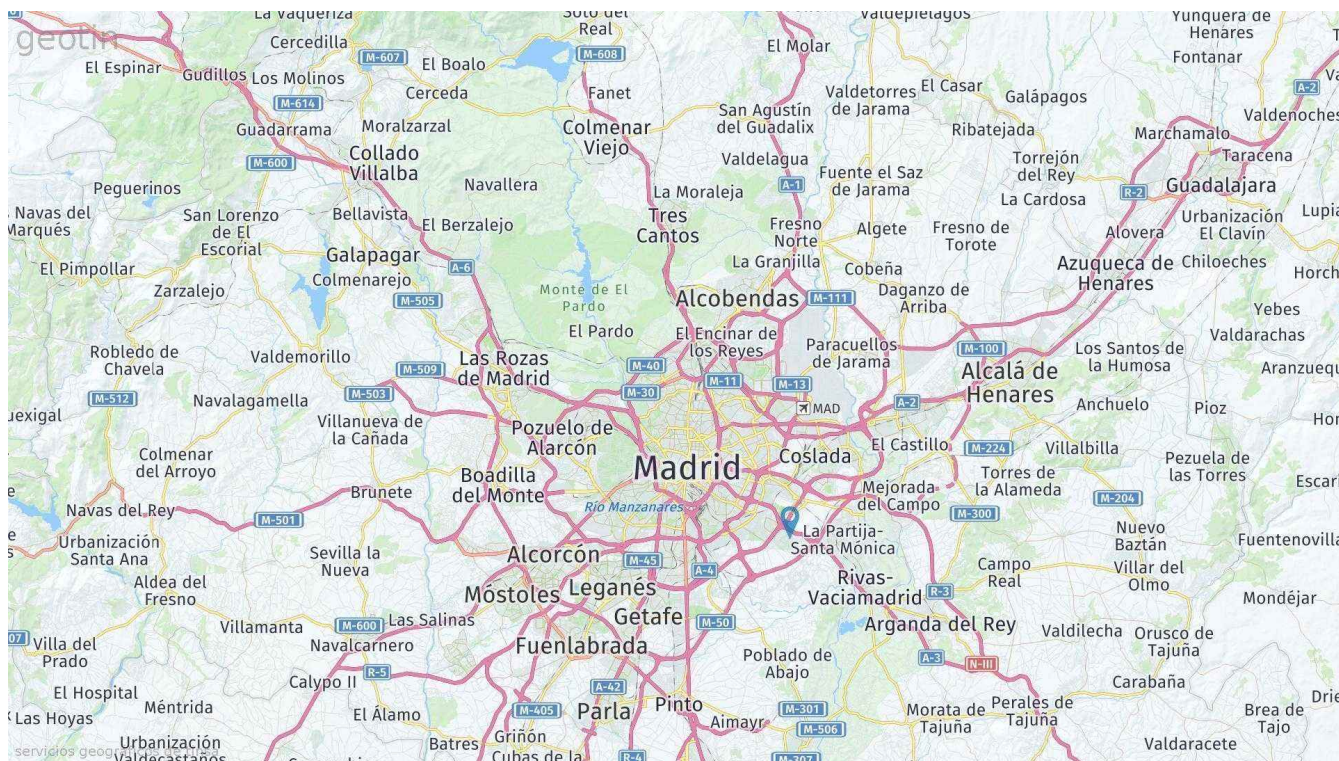 La Vaqueriza
Soto del
Real
Valdepiélagos
Yunquera de
Henares
geotin
Cercedilla
M-607
M-608
El Molar
Fontanar
El Espinar
Gudillos
Los Molinos
El Boalo
Cerceda
Fanet
A-2
M-614
San Agustín
del Guadalix
Valdetorres
de Jarama
El Casar
Galápagos
Valdenoches
Guadarrama
Moralzarzal
Colmenar
Viejo
Ribatejada
Marchamalo
M-600
Collado
Villalba
Valdelagua
Torrejón
del Rey
Taracena
Peguerinos
Navallera
La Moraleja
A-1
Fuente el Saz
de Jarama
La Cardosa
R-2
Guadalajara
Navas del
Marqués
San Lorenzo
de El
Escorial
Bellavista
El Berzalejo
Tres
Cantos
Fresno
Norte
Algete
Fresno de
Torote
Alovera
Urbanización
El Clavín
El Pimpollar
Galapagar
Colmenarejo
A-6
La Granjilla
Cobeña
Azuqueca de
Henares
Chiloeches
Zarzalejo
M-505
Monte de El
Pardo
Alcobendas
M-111
Daganzo de
Arriba
Yebes
El Pardo
El Encinar de
los Reyes
Paracuellos
de Jarama
M-100
Valdarachas
Robledo de
Chavela
Valdemorillo
Las Rozas
de Madrid
M-40
Los Santos de
la Humosa
M-509
M-503
M-30
M-11
M-13
Alcalá de
Henares
M-512
Navalagamella
MAD
A-2
Anchuelo
Pioz
Villanueva de
la Cañada
Pozuelo de
Alarcón
Coslada
El Castillo
M-224
Villalbilla
Colmenar
del Arroyo
Boadilla
del Monte
Madrid
Torres de
la Alameda
Pezuela de
las Torres
Brunete
Mejorada
del Campo
M-204
Navas del Rey
M-501
Río Manzanares
M-300
Urbanización
Santa Ana
Sevilla la
Nueva
Alcorcón
M-45
A-4
La Partija-
Santa Mónica
Nuevo
Baztán
Aldea del
Fresno
Móstoles
Leganés
Rivas-
Vaciamadrid
Campo
Real
Villar del
Olmo
R-3
Mondéjar
Villamanta
M-600
Las Salinas
Getafe
M-50
Arganda del Rey
Valdilecha
Orusco de
Tajuña
Villa del
Prado
Navalcarnero
Fuenlabrada
Poblado de
Abajo
A-3
N-III
R-5
Calypo II
Carabaña
El Hospital
Méntrida
A-42
Las Hoyas
El Álamo
M-405
Parla
Pinto
M-301
Aimayr
Morata de
Tajuña
Perales de
Tajuña
Brea de
Tajo
M-506
Griñón
Batres
Valdaracete
Urbanización
Cubas de la
R-4
M-307